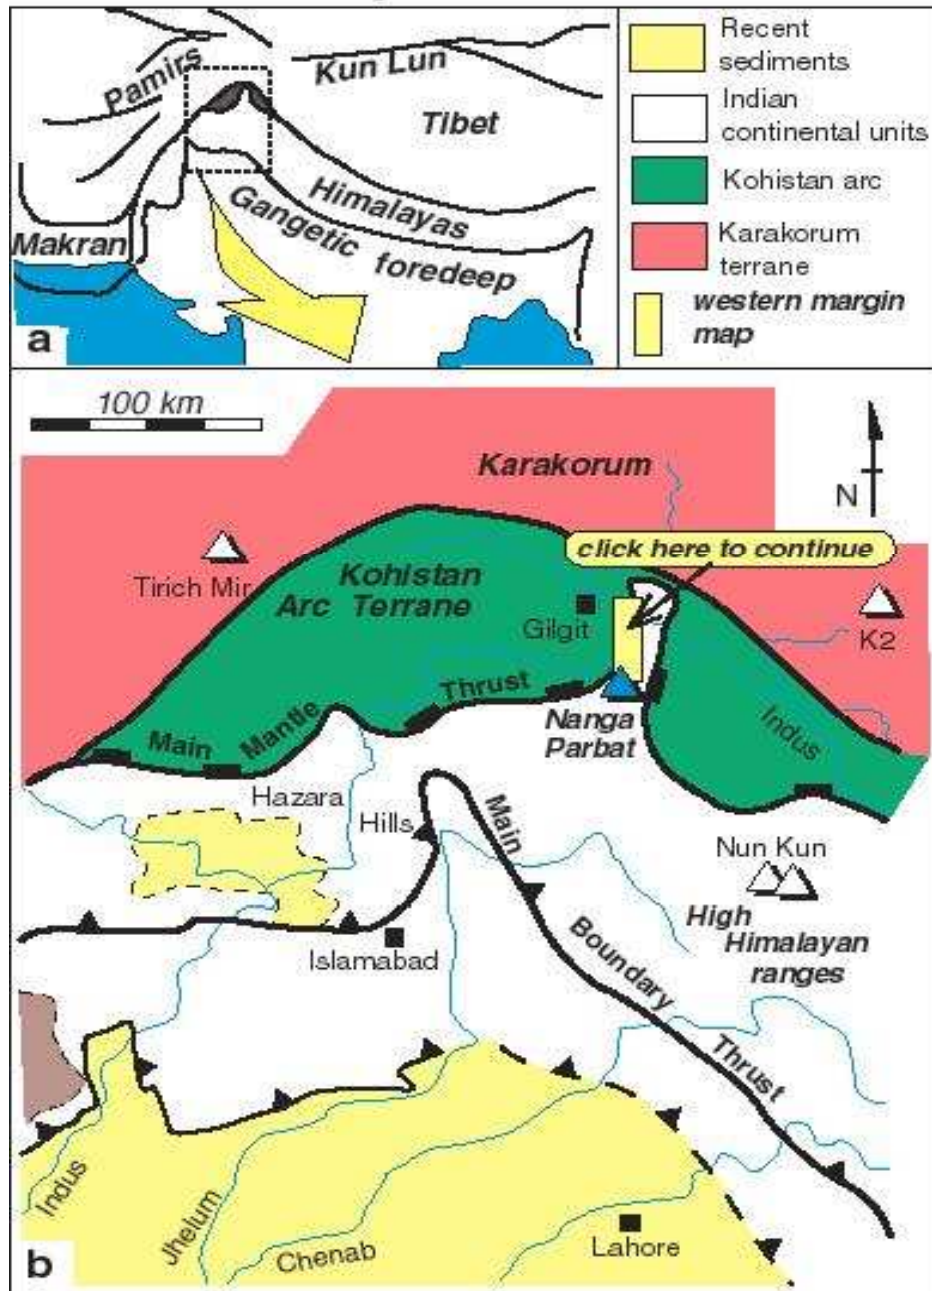 Pamirs
Kun Lun
Tibet
Himalayas
Gangetic foredeep
Makran
a
Recent
sediments
Indian
continental units
Kohistan arc
Karakorum
terrane
western margin
map
100 km
Karakorum
N
click here to continue
Tirich Mir
Kohistan
Arc Terrane
Gilgit
K2
Main Mantle Thrust
Nanga
Parbat
Indus
Hazara
Hills
Main Boundary Thrust
Nun Kun
High
Himalayan
ranges
Islamabad
Indus
Jhelum
Chenab
Lahore
b